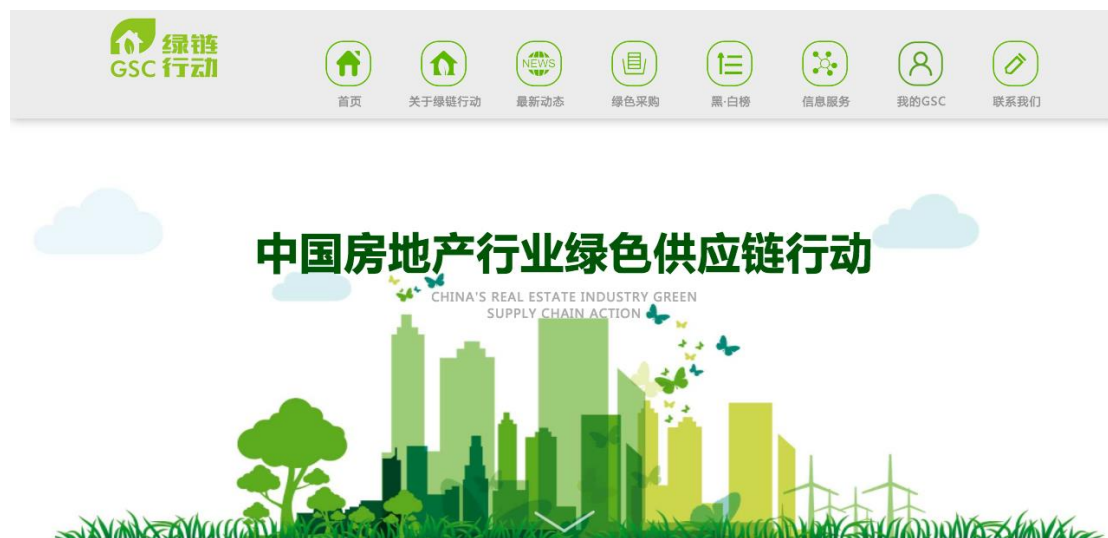 绿链
GSC 行动
首页
关于绿链行动
NEWS
最新动态
绿色采购
黑·白榜
信息服务
我的GSC
联系我们
中国房地产行业绿色供应链行动
CHINA'S REAL ESTATE INDUSTRY GREEN
SUPPLY CHAIN ACTION